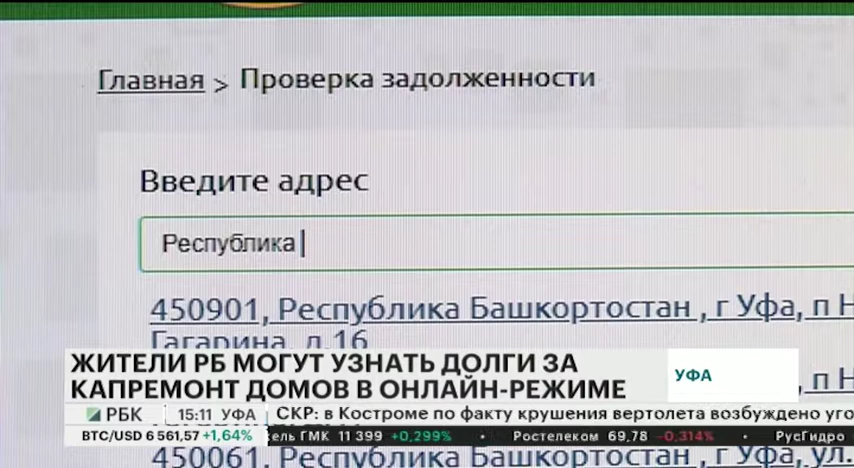 Главная > Проверка задолженности
Введите адрес
Республика
450901, Республика Башкортостан , г Уфа, п Н
Гагарина, д.16
ЖИТЕЛИ РБ МОГУТ УЗНАТЬ ДОЛГИ ЗА
КАПРЕМОНТ ДОМОВ В ОНЛАЙН-РЕЖИМЕ
УФА
, п Н
РБК 15:11 УФА СКР: в Костроме по факту крушения вертолета возбуждено уго
BTC/USD 6 561,57 +1,64% кель ГМК 11 399 +0,299% • Ростелеком 69,78 -0,314% • РусГидро
450061, Республика Башкортостан, г Уфа, ул.